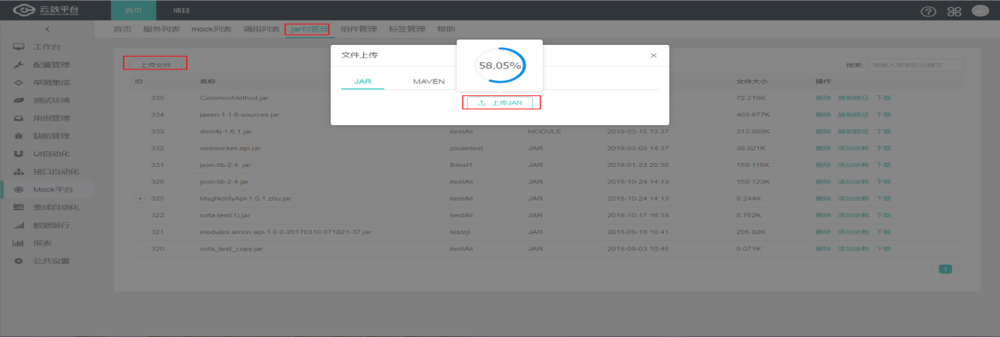 云效平台 首页 项目
首页 服务列表 mock列表 调用列表 jar包管理 组件管理 标签管理 帮助
工作台
配置管理
单测集成
测试环境
用例管理
缺陷管理
UI自动化
接口自动化
Mock平台
集成自动化
数据银行
报表
公共设置
上传文件
搜索: 请输入搜索的关键字
文件上传
58.05%
JAR MAVEN
上传JAR
ID 名称 文件大小 操作
335 CommonMethod.jar 72.219K 删除 复制路径 下载
334 jaxen-1.1.6-sources.jar 409.677K 删除 复制路径 下载
333 dom4j-1.6.1.jar itestAli MODULE 2019-03-15 13:37 313.898K 删除 复制路径 下载
332 websocket-api.jar zouleitest JAR 2019-03-08 14:37 38.021K 删除 添加依赖 下载
331 json-lib-2.4 .jar lbtest1 JAR 2019-01-23 20:30 159.115K 删除 添加依赖 下载
326 json-lib-2.4.jar itestAli JAR 2018-10-24 14:13 159.123K 删除 添加依赖 下载
325 MsgNotifyApi-1.0.1.zhu.jar itestAli JAR 2018-10-24 14:13 6.244K 删除 添加依赖 下载
322 sofa-test(1).jar itestAli JAR 2018-10-17 16:18 5.752K 删除 添加依赖 下载
321 modules.amon.api-1.0.0-20170310.071821-37.jar testzjl JAR 2018-09-18 10:41 295.82K 删除 添加依赖 下载
320 sofa_test_copy.jar itestAli JAR 2018-09-03 10:46 9.071K 删除 添加依赖 下载
1